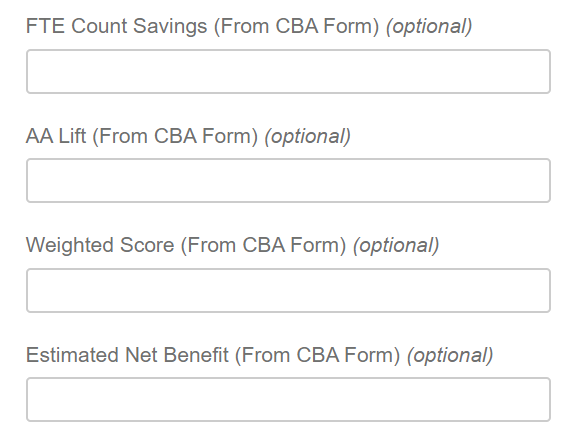 FTE Count Savings (From CBA Form) (optional)
AA Lift (From CBA Form) (optional)
Weighted Score (From CBA Form) (optional)
Estimated Net Benefit (From CBA Form) (optional)